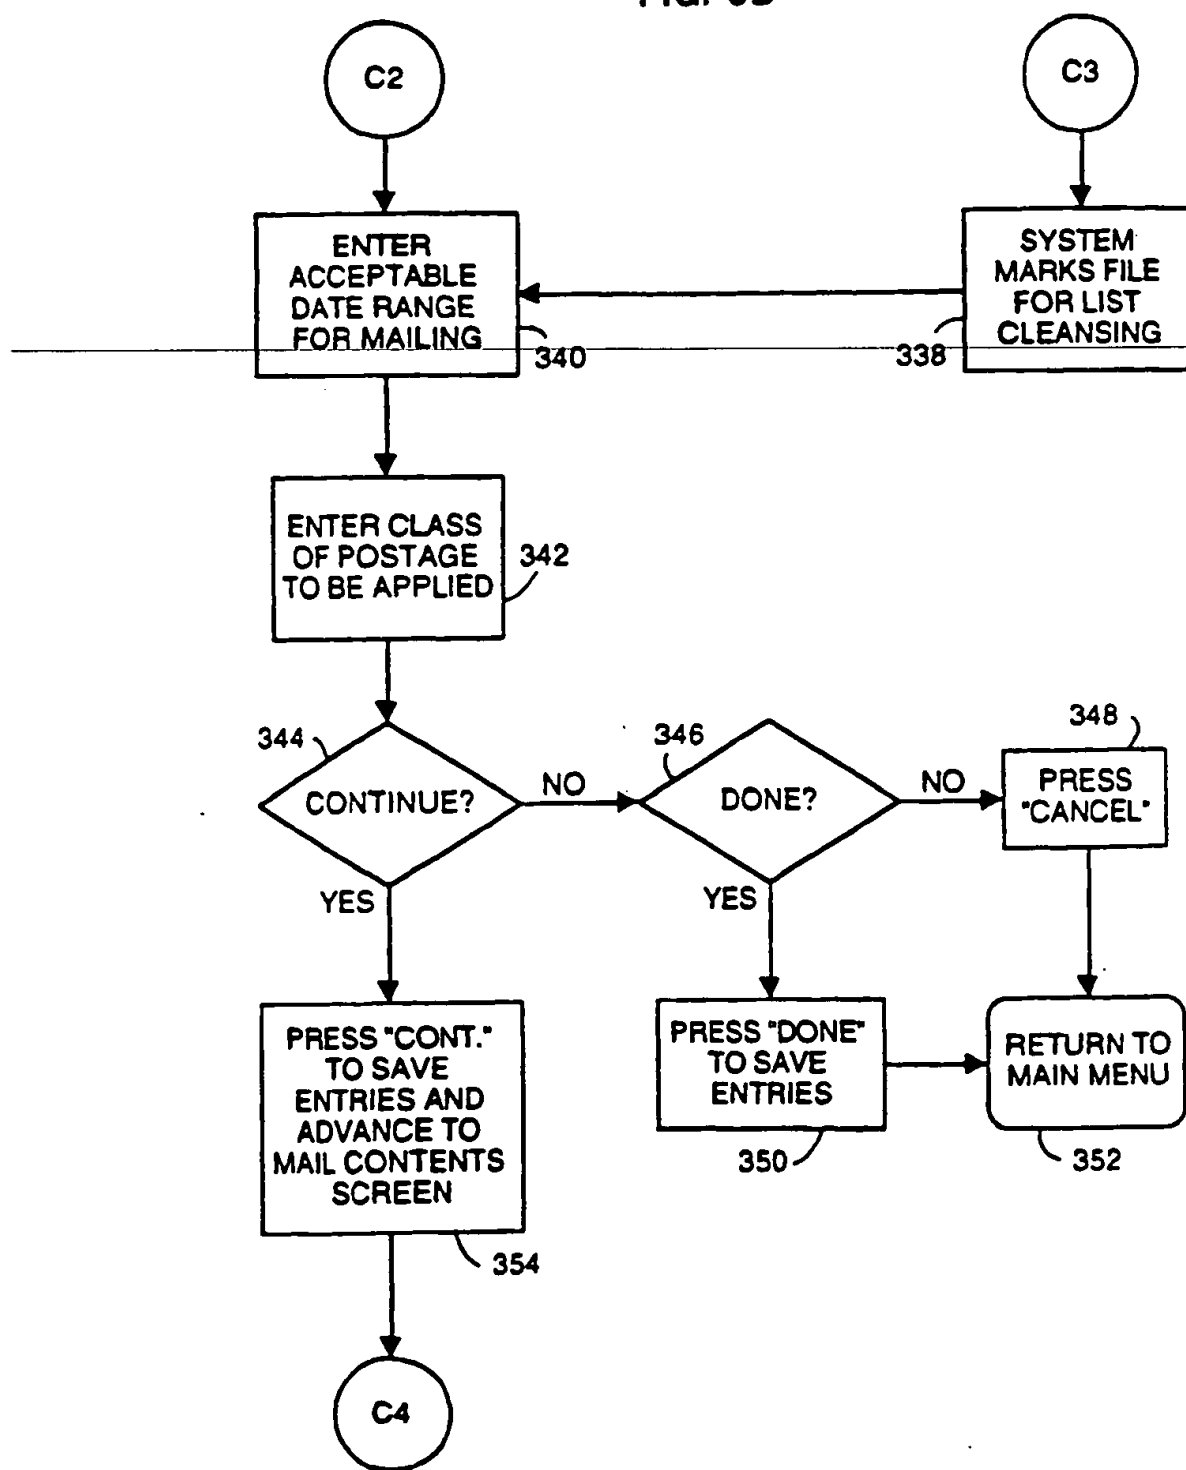 C2
C3
ENTER
ACCEPTABLE
DATE RANGE
FOR MAILING
340
SYSTEM
MARKS FILE
FOR LIST
CLEANSING
338
ENTER CLASS
OF POSTAGE
TO BE APPLIED
342
344
CONTINUE?
NO
YES
346
DONE?
NO
YES
348
PRESS
"CANCEL"
PRESS "CONT."
TO SAVE
ENTRIES AND
ADVANCE TO
MAIL CONTENTS
SCREEN
354
PRESS "DONE"
TO SAVE
ENTRIES
350
RETURN TO
MAIN MENU
352
C4